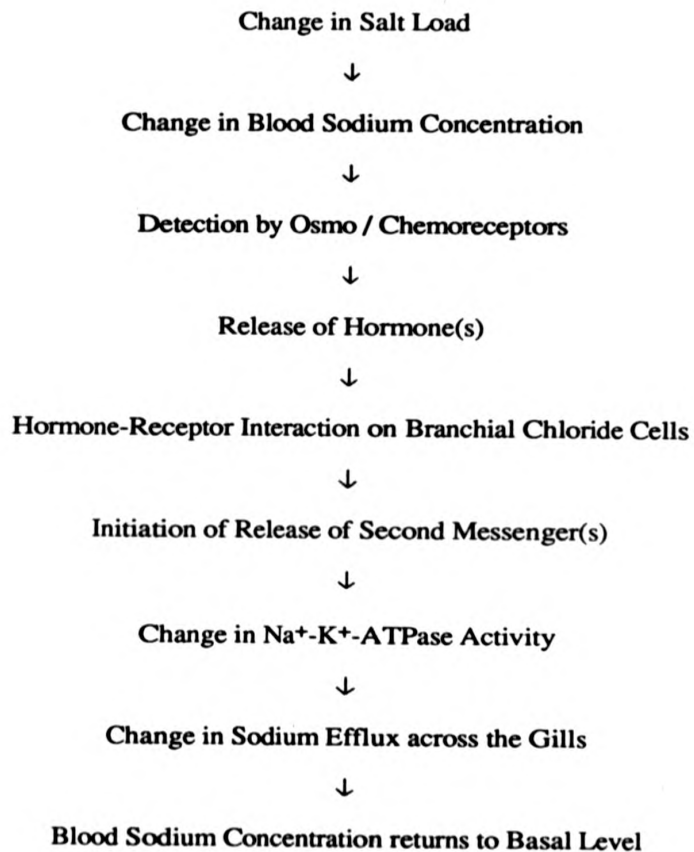 Change in Salt Load
↓
Change in Blood Sodium Concentration
↓
Detection by Osmo / Chemoreceptors
↓
Release of Hormone(s)
↓
Hormone-Receptor Interaction on Branchial Chloride Cells
↓
Initiation of Release of Second Messenger(s)
↓
Change in Na⁺-K⁺-ATPase Activity
↓
Change in Sodium Efflux across the Gills
↓
Blood Sodium Concentration returns to Basal Level